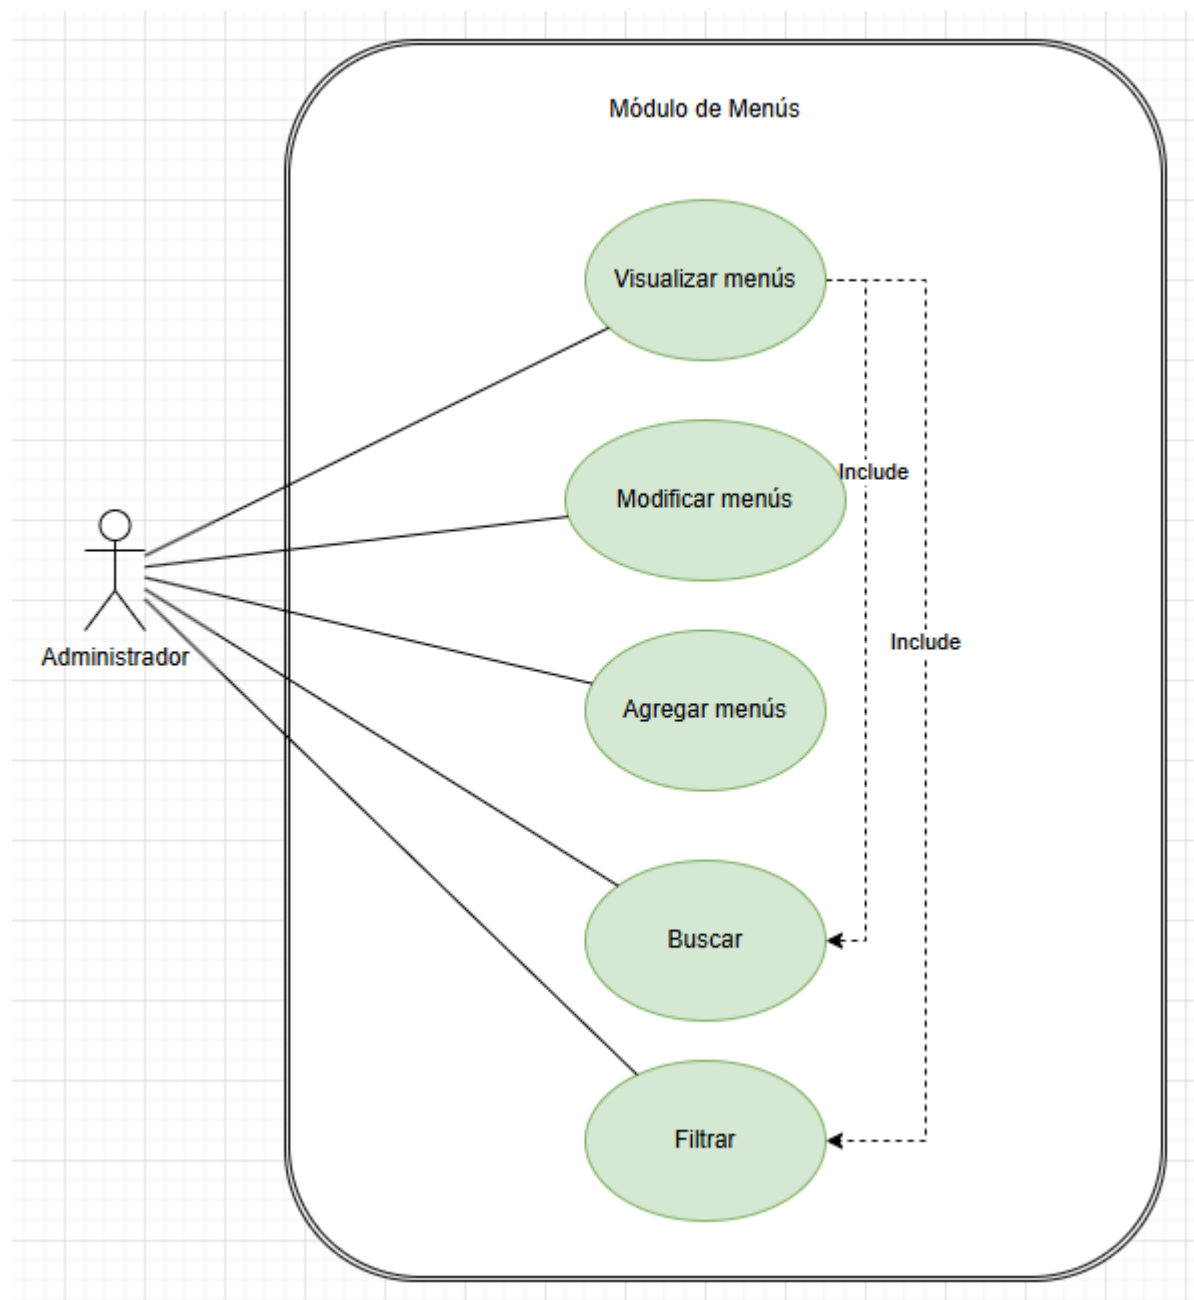 Módulo de Menús
Visualizar menús
Include
Modificar menús
Include
Administrador
Agregar menús
Buscar
Filtrar